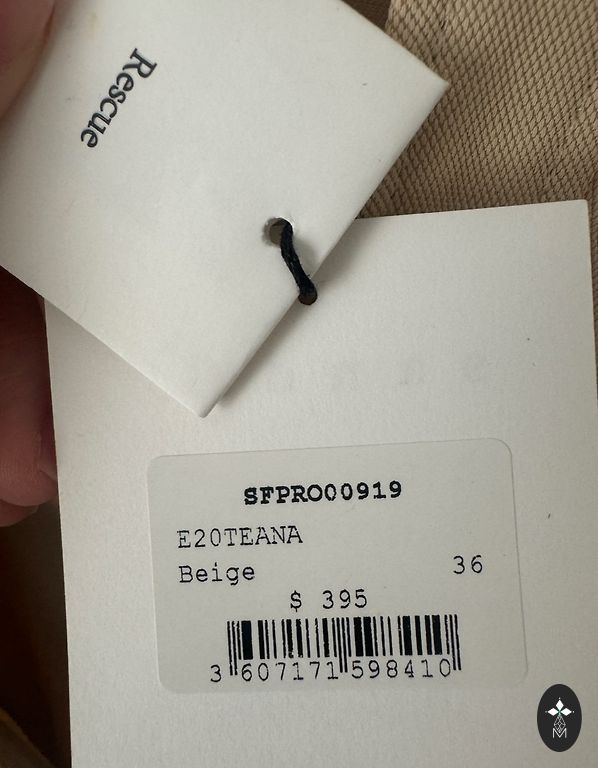 Rescue
SFPRO00919
E20TEANA
Beige 36
$ 395
3 607171 598410
M